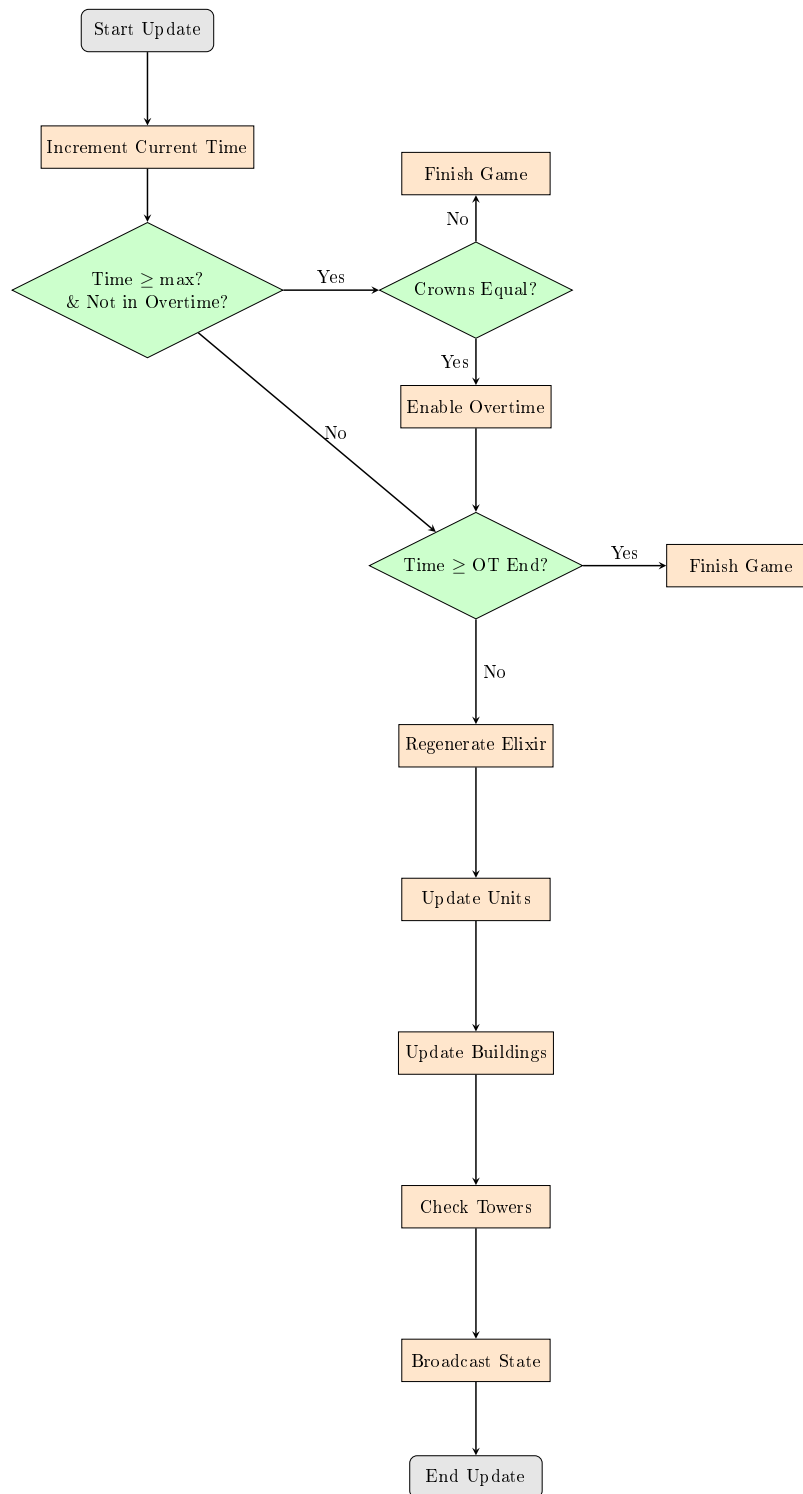 Start Update
Increment Current Time
Finish Game
No
Time ≥ max?
& Not in Overtime?
Yes
Crowns Equal?
Yes
Enable Overtime
No
Time ≥ OT End?
Yes
Finish Game
No
Regenerate Elixir
Update Units
Update Buildings
Check Towers
Broadcast State
End Update